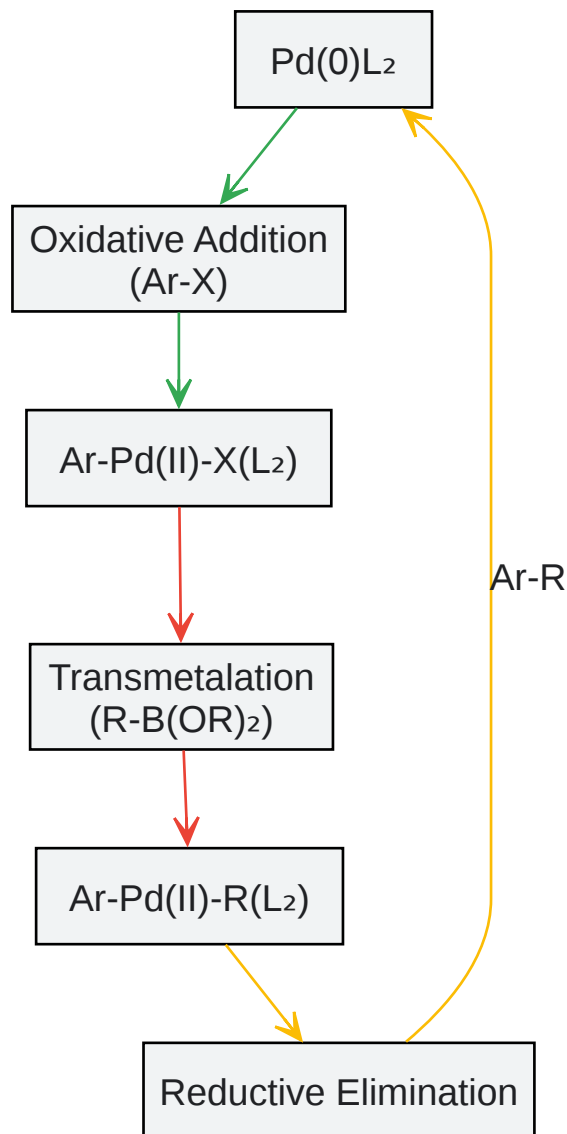 Pd(0)L₂
Oxidative Addition
(Ar-X)
Ar-Pd(II)-X(L₂)
Ar-R
Transmetalation
(R-B(OR)₂)
Ar-Pd(II)-R(L₂)
Reductive Elimination